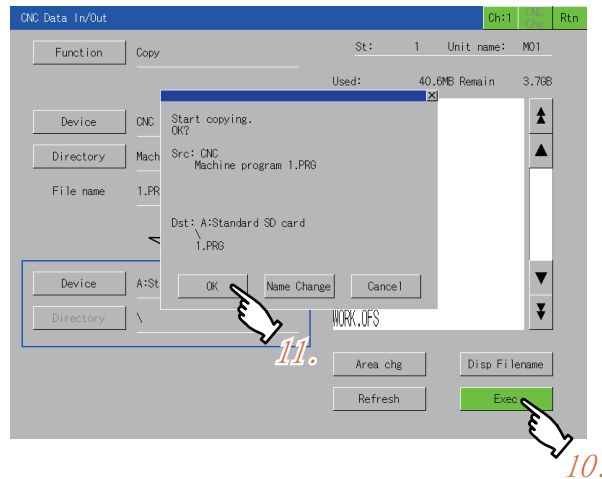 CNC Data In/Out Ch:1 CNC Chg Rtn
Function Copy St: 1 Unit name: M01
Used: 40.6MB Remain 3.7GB
Device CNC
Start copying.
OK?
Directory Mach
Src: CNC
Machine program 1.PRG
File name 1.PR
Dst: A:Standard SD card
\
1.PRG
Device A:St
OK Name Change Cancel
Directory \
WORK.OFS
11.
Area chg Disp Filename
Refresh Exec
10.